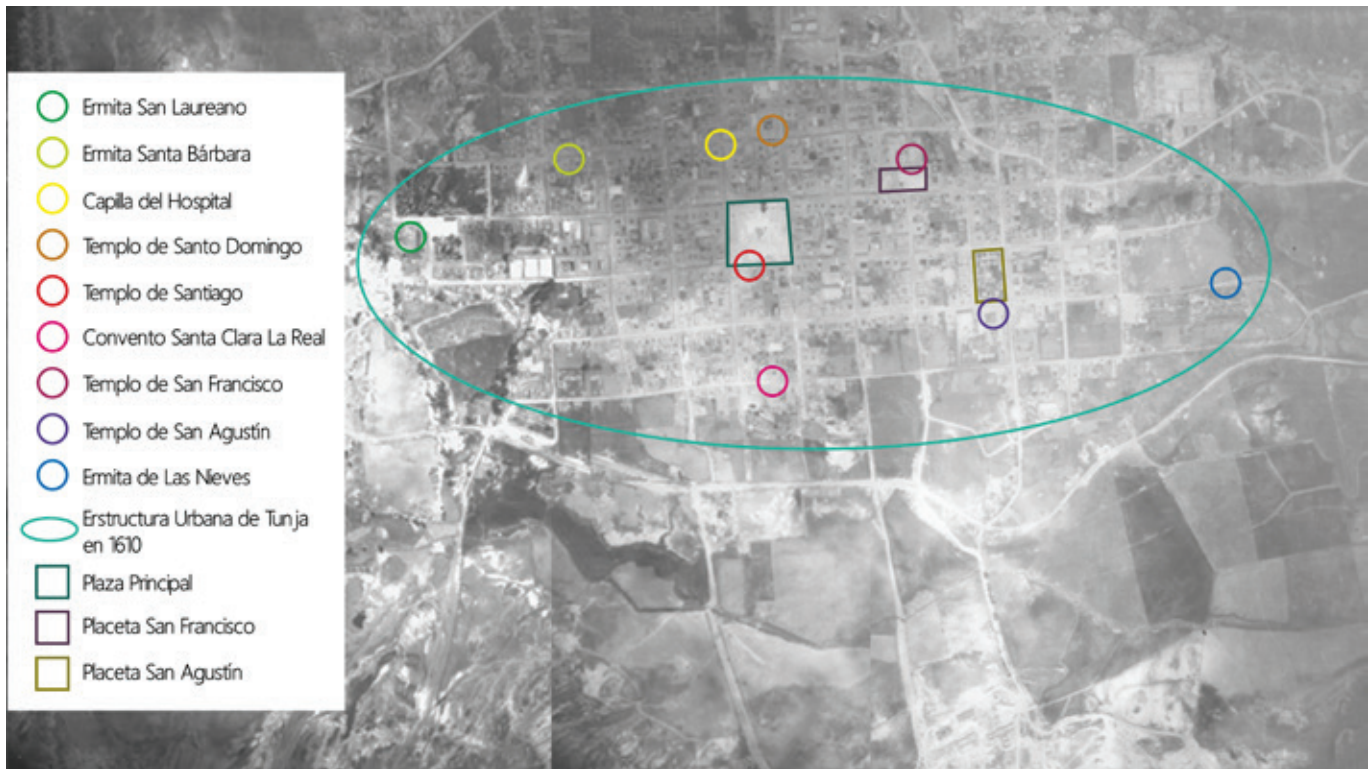 Ermita San Laureano
Ermita Santa Bárbara
Capilla del Hospital
Templo de Santo Domingo
Templo de Santiago
Convento Santa Clara La Real
Templo de San Francisco
Templo de San Agustín
Ermita de Las Nieves
Erstructura Urbana de Tunja
en 1610
Plaza Principal
Placeta San Francisco
Placeta San Agustín